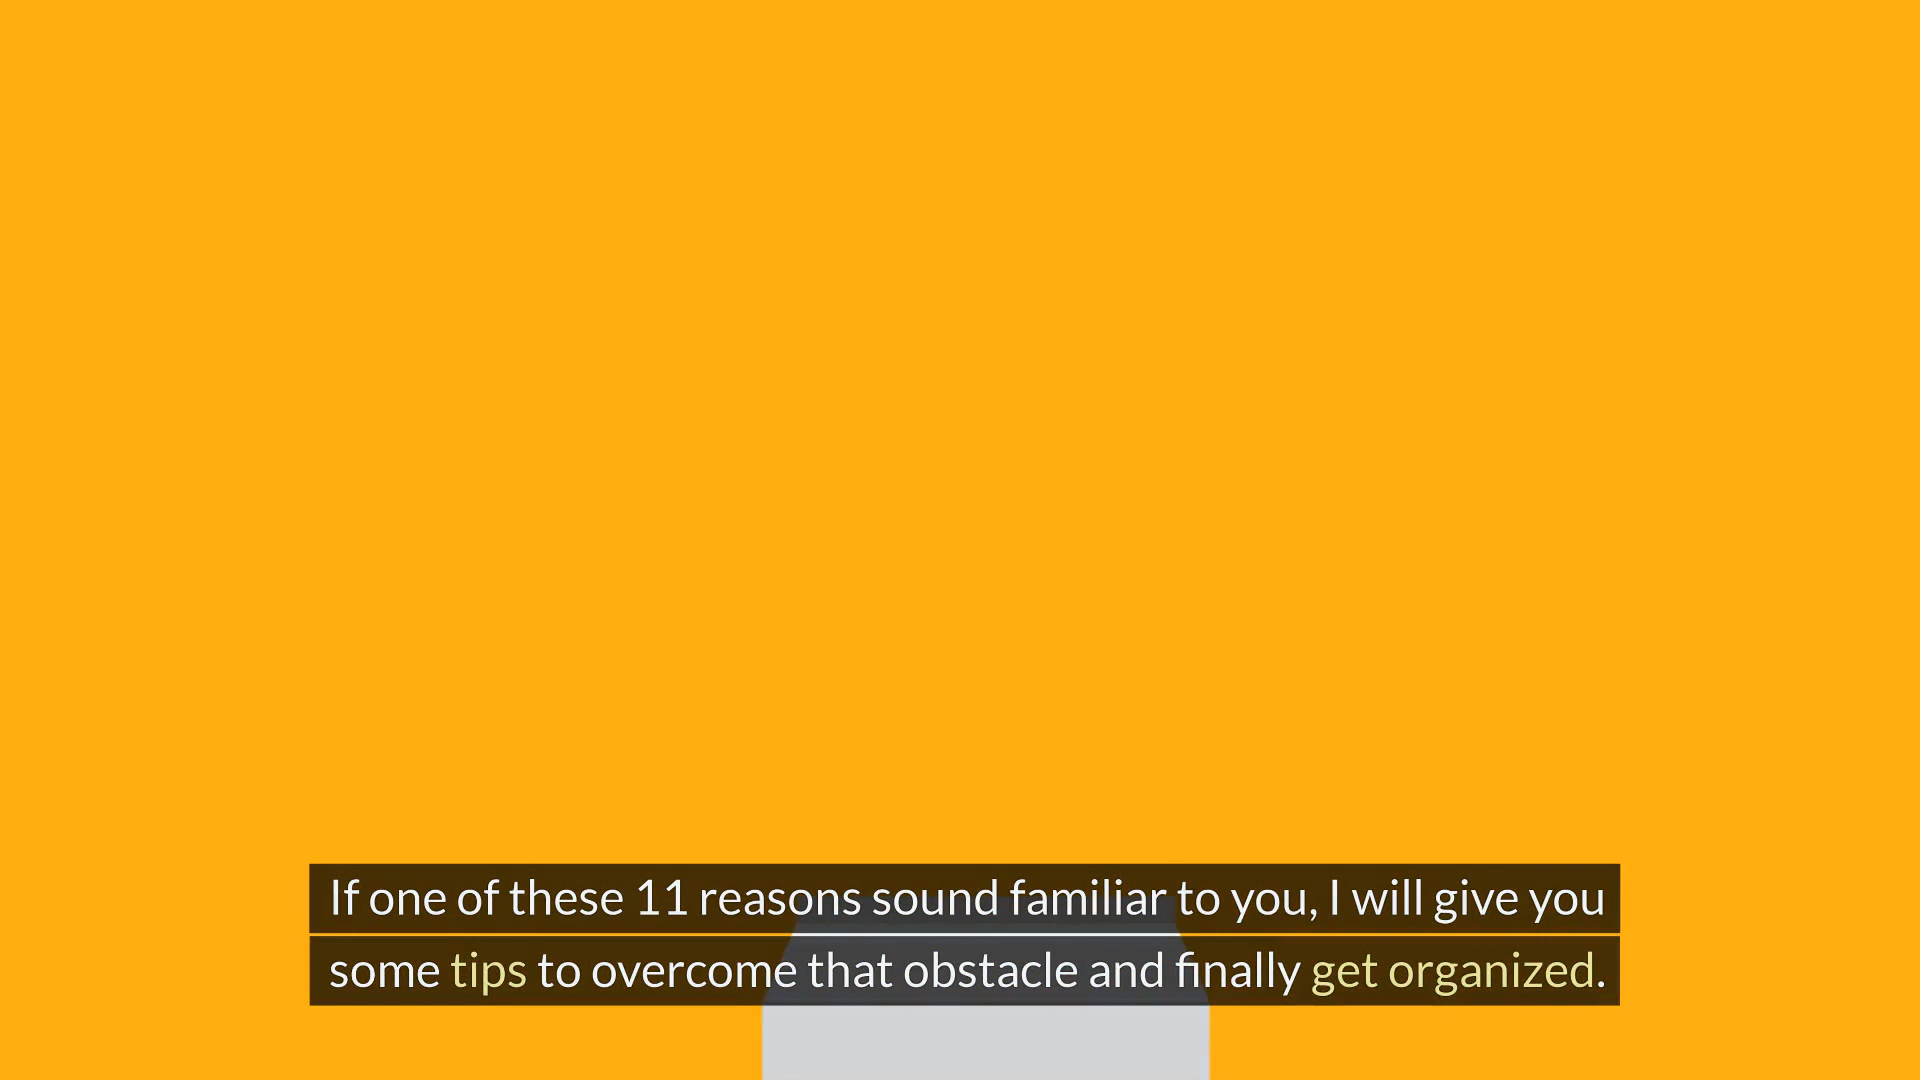 If one of these 11 reasons sound familiar to you, I will give you
some tips to overcome that obstacle and finally get organized.